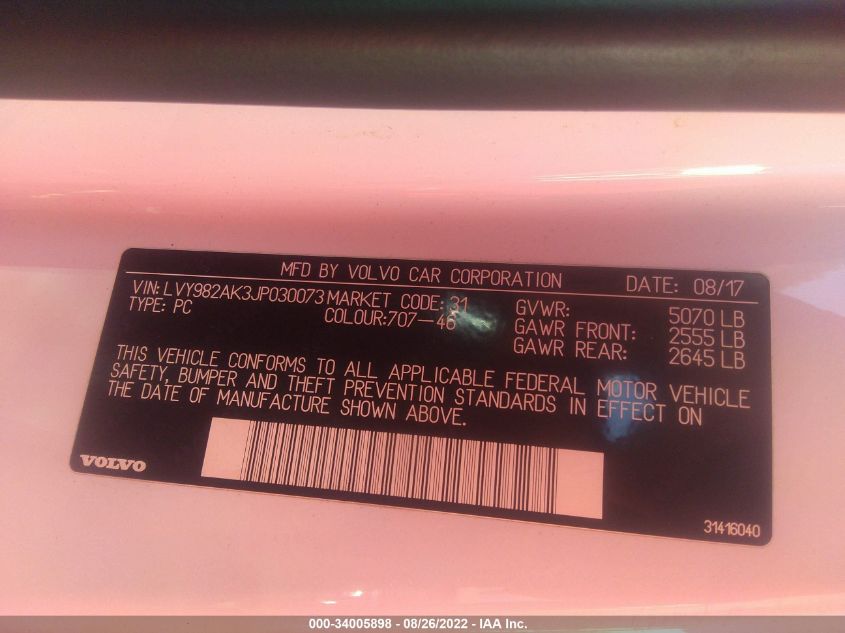 MFD BY VOLVO CAR CORPORATION DATE: 08/17
VIN: LVY982AK3JP030073 MARKET CODE: 31 GVWR: 5070 LB
TYPE: PC COLOUR:707-46 GAWR FRONT: 2555 LB
GAWR REAR: 2645 LB
THIS VEHICLE CONFORMS TO ALL APPLICABLE FEDERAL MOTOR VEHICLE
SAFETY, BUMPER AND THEFT PREVENTION STANDARDS IN EFFECT ON
THE DATE OF MANUFACTURE SHOWN ABOVE.
VOLVO
31416040
000-34005898 - 08/26/2022 - IAA Inc.